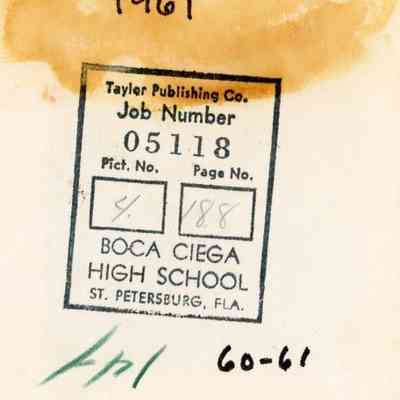 1961
Taylor Publishing Co.
Job Number
05118
Pict. No. Page No.
4. 188
BOCA CIEGA
HIGH SCHOOL
ST. PETERSBURG, FLA.
60-61